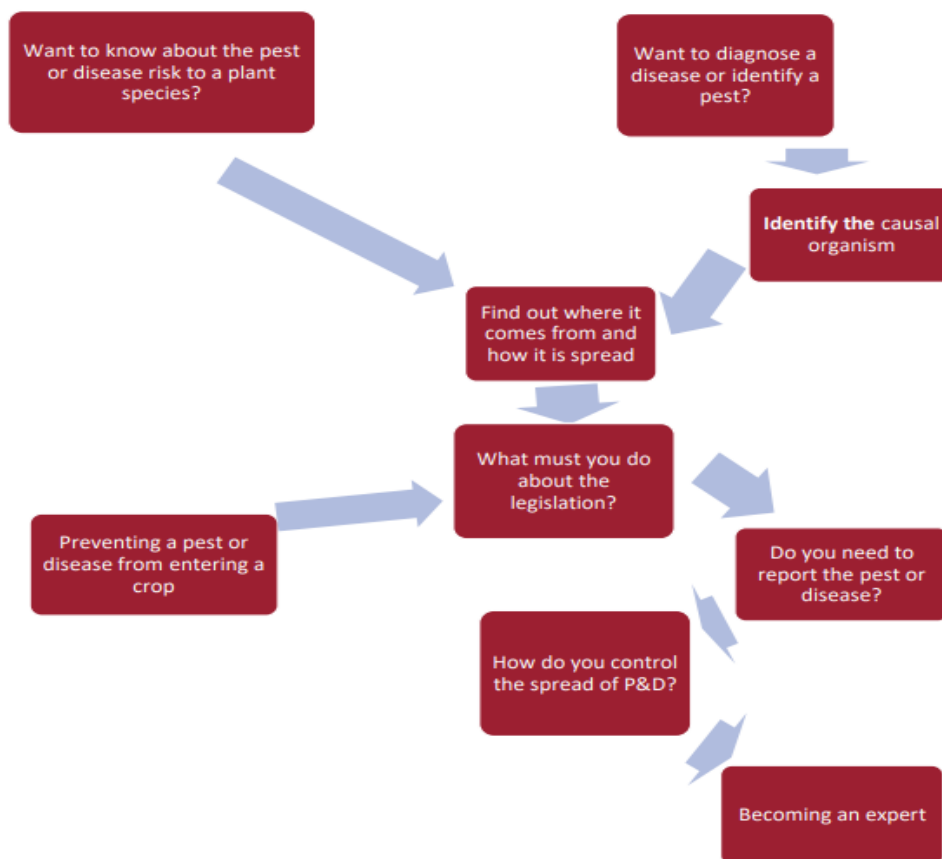 Want to know about the pest
or disease risk to a plant
species?
Want to diagnose a
disease or identify a
pest?
Identify the causal
organism
Find out where it
comes from and
how it is spread
What must you do
about the
legislation?
Preventing a pest or
disease from entering a
crop
Do you need to
report the pest or
disease?
How do you control
the spread of P&D?
Becoming an expert